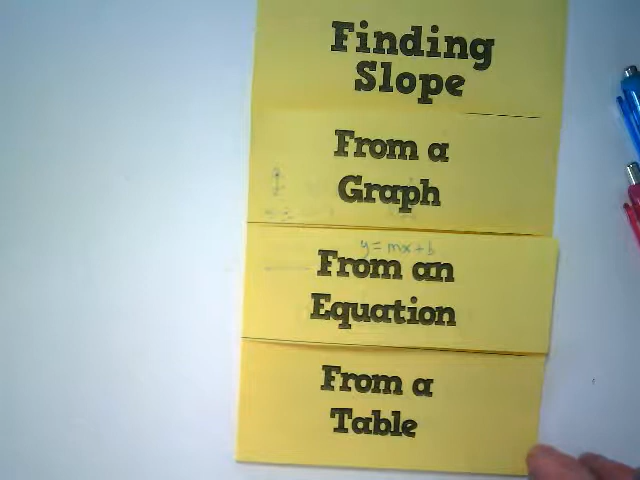 Finding
Slope
From a
Graph
y = mx + b
From an
Equation
From a
Table